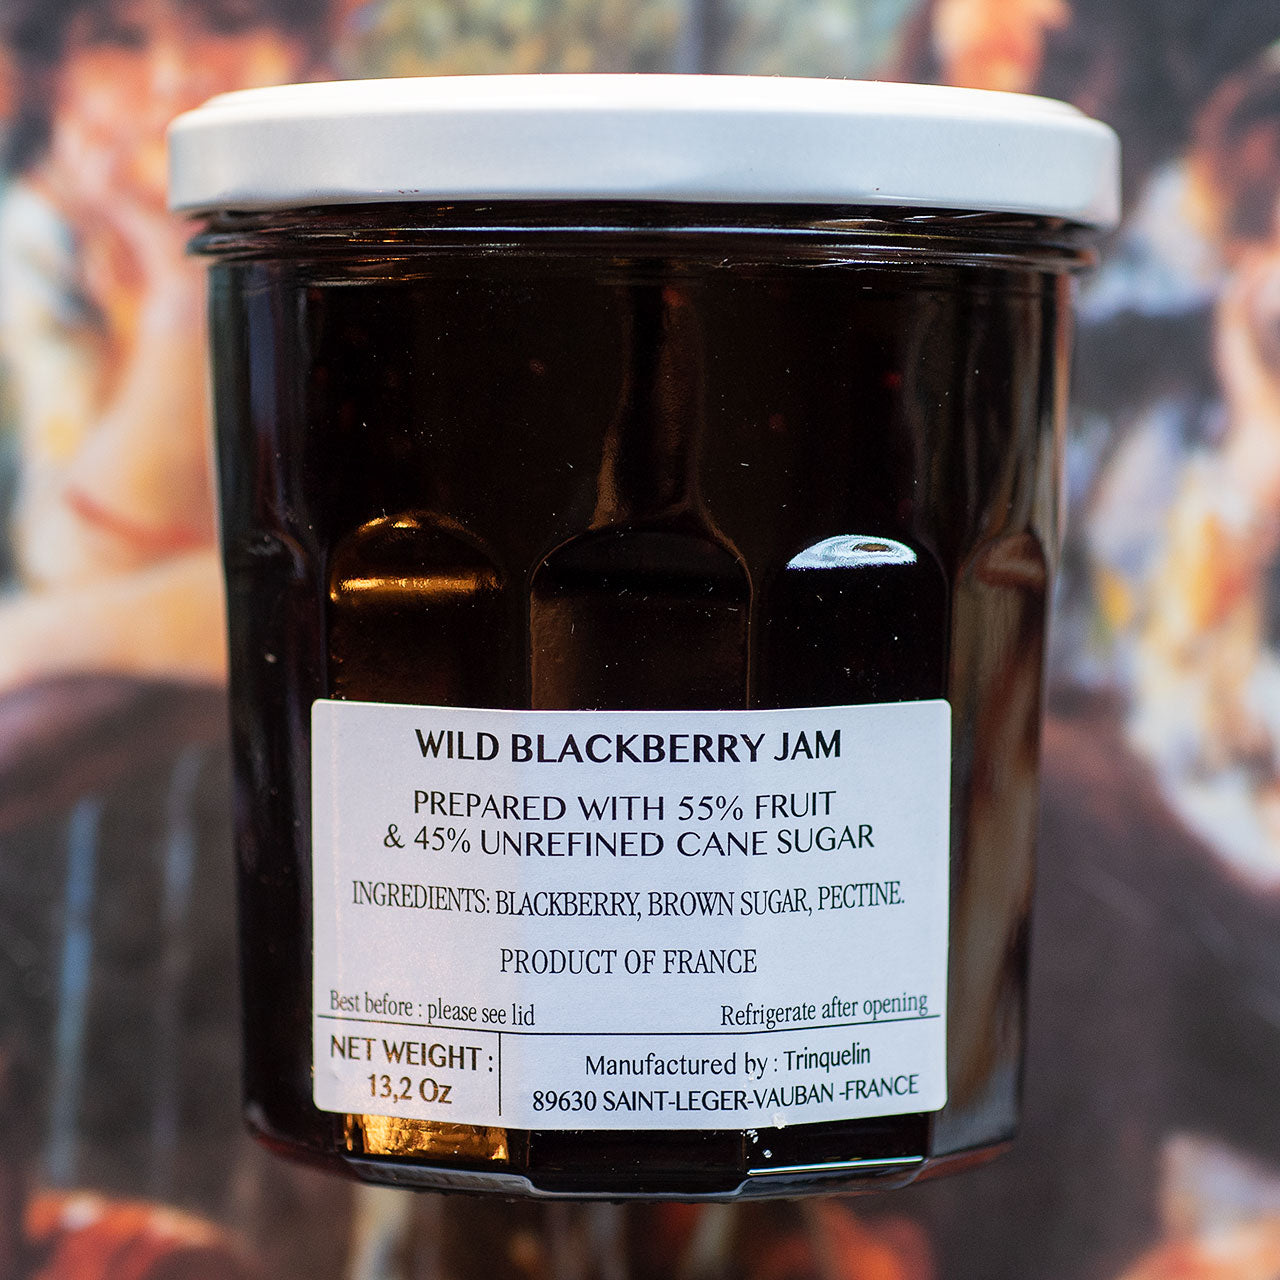 WILD BLACKBERRY JAM
PREPARED WITH 55% FRUIT
& 45% UNREFINED CANE SUGAR
INGREDIENTS: BLACKBERRY, BROWN SUGAR, PECTINE.
PRODUCT OF FRANCE
Best before : please see lid
Refrigerate after opening
NET WEIGHT :
13,2 Oz
Manufactured by : Trinquelin
89630 SAINT-LEGER-VAUBAN -FRANCE